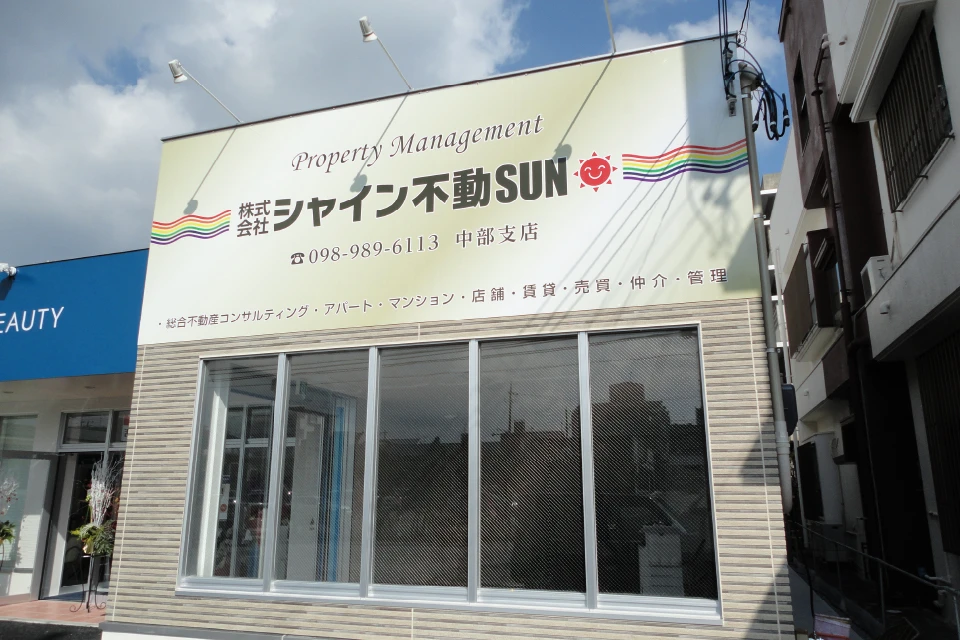 Property Management
株式会社シャイン不動SUN
☎098-989-6113 中部支店
・総合不動産コンサルティング・アパート・マンション・店舗・賃貸・売買・仲介・管理
EAUTY